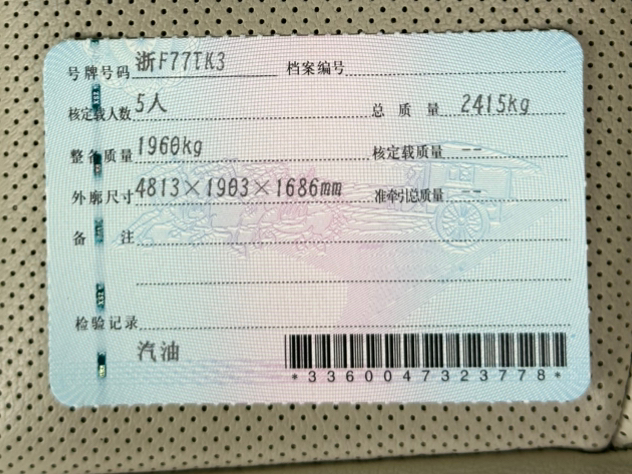 号牌号码 浙F77TK3 档案编号
核定载人数 5人 总质量 2415kg
整备质量 1960kg 核定载质量 --
外廓尺寸 4813×1903×1686mm 准牵引总质量 --
备注
检验记录
汽油
*3360047323778*